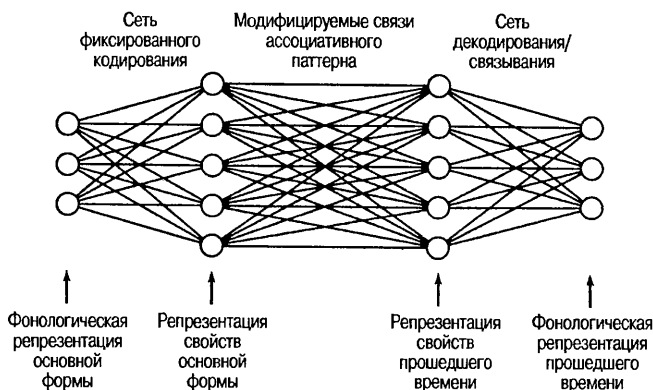 Сеть
фиксированного
кодирования
Модифицируемые связи
ассоциативного
паттерна
Сеть
декодирования/
связывания
Фонологическая
репрезентация
основной
формы
Репрезентация
свойств
основной
формы
Репрезентация
свойств
прошедшего
времени
Фонологическая
репрезентация
прошедшего
времени